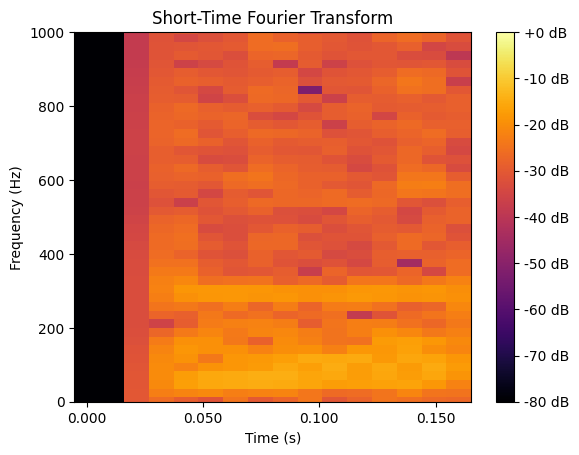 Short-Time Fourier Transform
1000
800
600
400
200
0
Frequency (Hz)
0.000
0.050
0.100
0.150
Time (s)
+0 dB
-10 dB
-20 dB
-30 dB
-40 dB
-50 dB
-60 dB
-70 dB
-80 dB